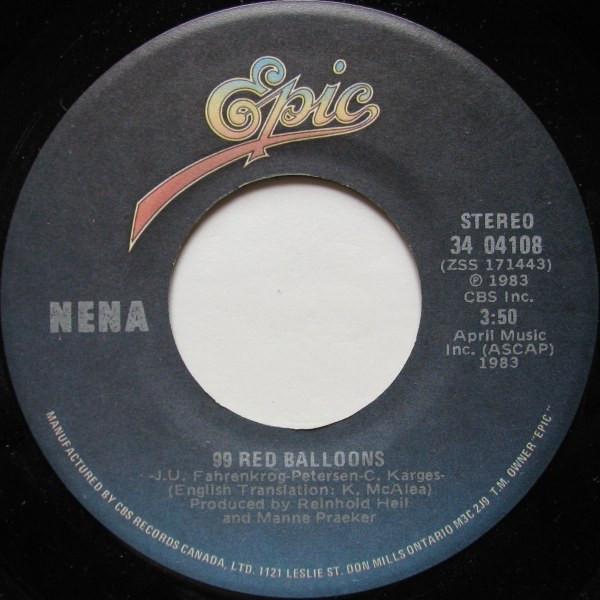 Epic
STEREO
34 04108
(ZSS 171443)
℗ 1983
CBS Inc.
3:50
April Music
Inc. (ASCAP)
1983
NENA
99 RED BALLOONS
-J.U. Fahrenkrog-Petersen-C. Karges-
(English Translation: K. McAlea)
Produced by Reinhold Heil
and Manne Praeker
MANUFACTURED BY CBS RECORDS CANADA, LTD. 1121 LESLIE ST. DON MILLS ONTARIO M3C 2J9 T.M. OWNER "EPIC"